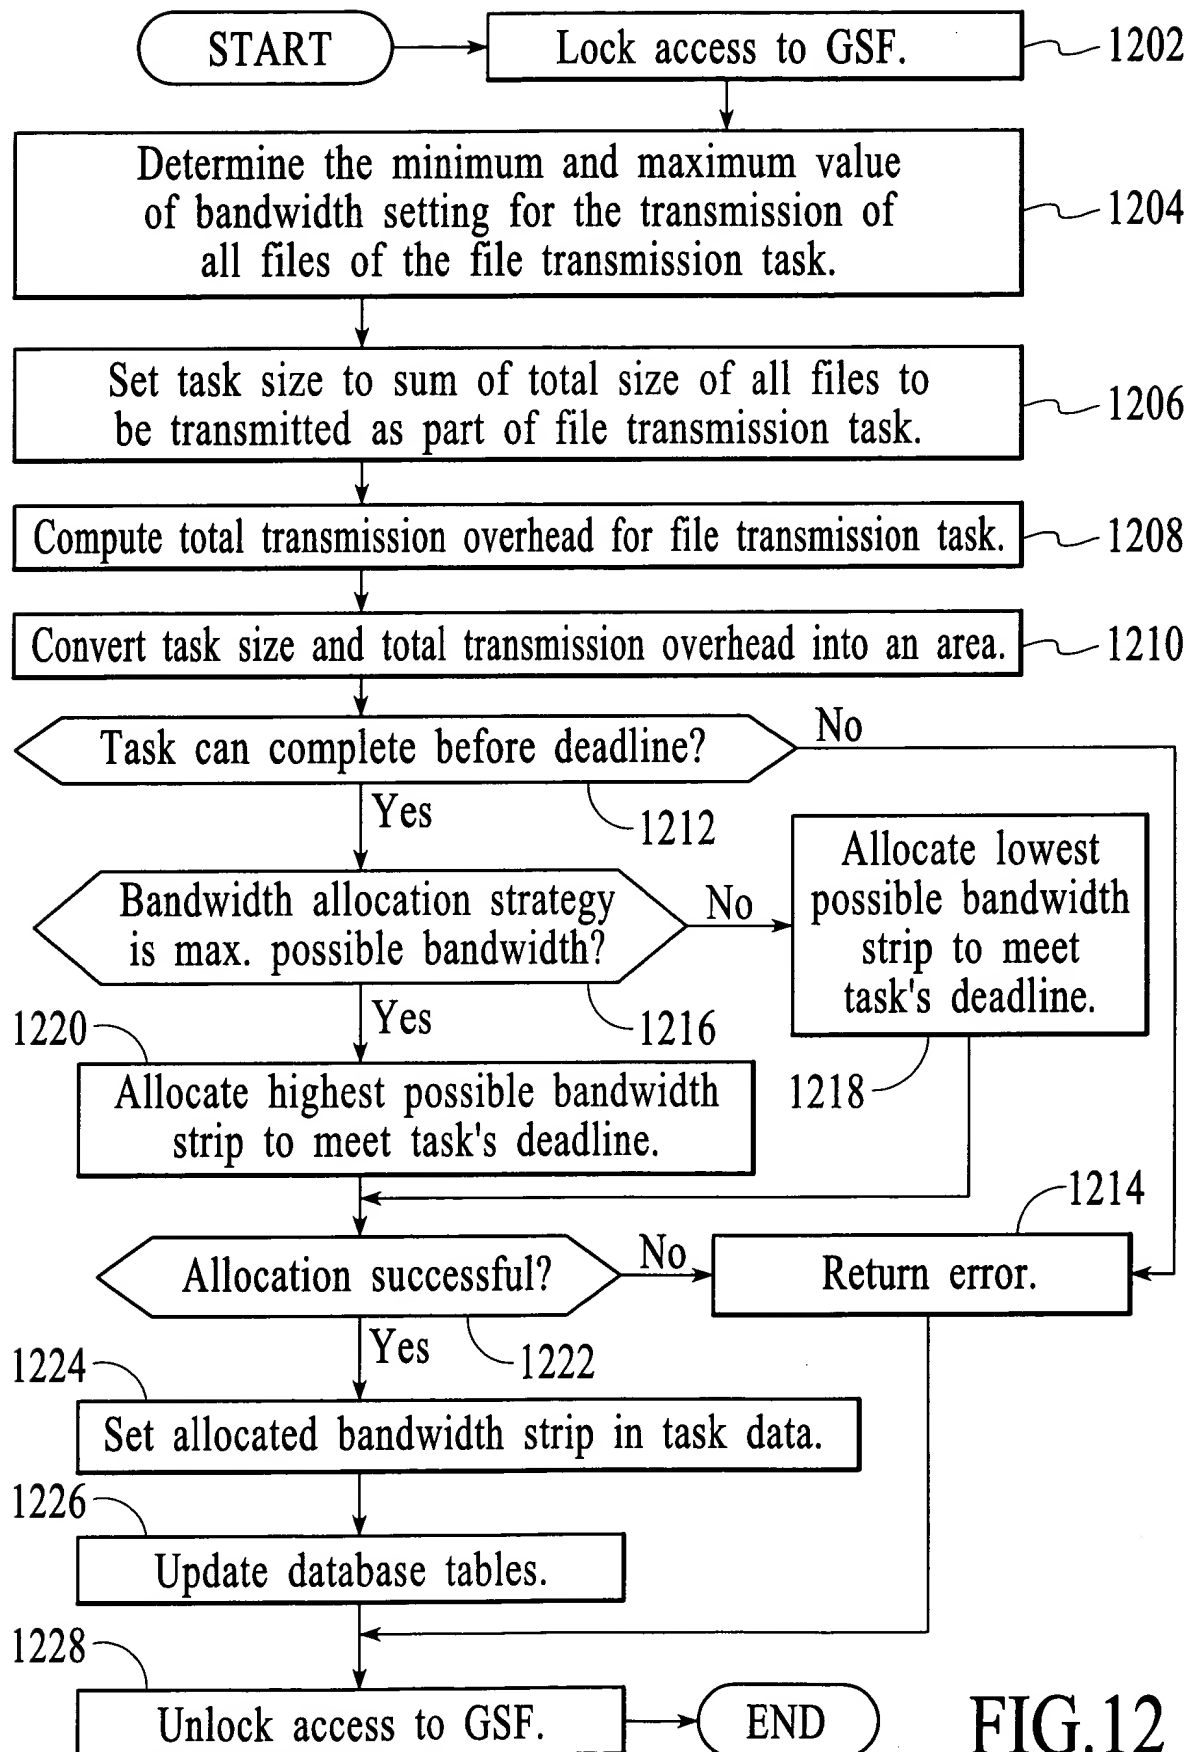 START
Lock access to GSF.
1202
Determine the minimum and maximum value
of bandwidth setting for the transmission of
all files of the file transmission task.
1204
Set task size to sum of total size of all files to
be transmitted as part of file transmission task.
1206
Compute total transmission overhead for file transmission task.
1208
Convert task size and total transmission overhead into an area.
1210
Task can complete before deadline?
No
Yes
1212
Bandwidth allocation strategy
is max. possible bandwidth?
No
Allocate lowest
possible bandwidth
strip to meet
task's deadline.
Yes
1216
1218
1220
Allocate highest possible bandwidth
strip to meet task's deadline.
1214
Allocation successful?
No
Return error.
Yes
1222
1224
Set allocated bandwidth strip in task data.
1226
Update database tables.
1228
Unlock access to GSF.
END
FIG.12